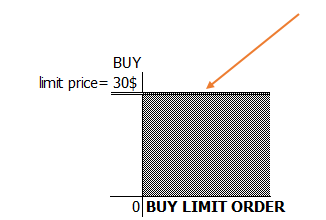 BUY
limit price= 30$
0 BUY LIMIT ORDER